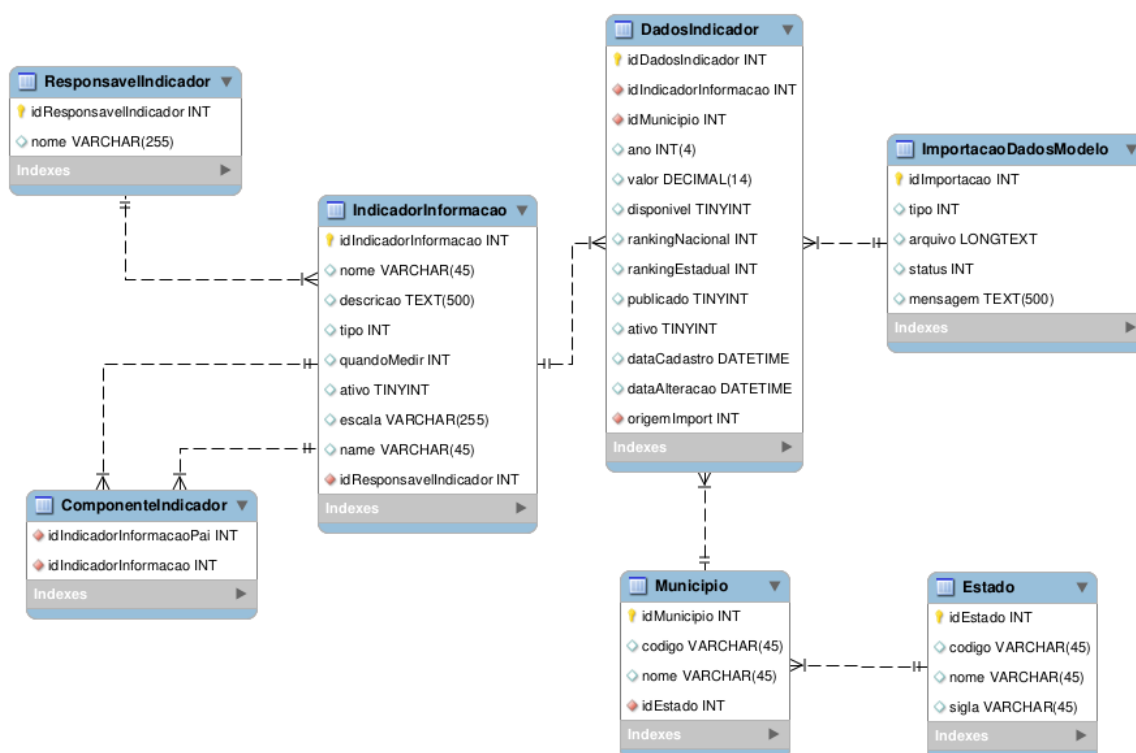 ResponsavelIndicador
idResponsavelIndicador INT
nome VARCHAR(255)
Indexes
IndicadorInformacao
idIndicadorInformacao INT
nome VARCHAR(45)
descricao TEXT(500)
tipo INT
quandoMedir INT
ativo TINYINT
escala VARCHAR(255)
name VARCHAR(45)
idResponsavelIndicador INT
Indexes
ComponenteIndicador
idIndicadorInformacaoPai INT
idIndicadorInformacao INT
Indexes
DadosIndicador
idDadosIndicador INT
idIndicadorInformacao INT
idMunicipio INT
ano INT(4)
valor DECIMAL(14)
disponivel TINYINT
rankingNacional INT
rankingEstadual INT
publicado TINYINT
ativo TINYINT
dataCadastro DATETIME
dataAlteracao DATETIME
origemImport INT
Indexes
ImportacaoDadosModelo
idImportacao INT
tipo INT
arquivo LONGTEXT
status INT
mensagem TEXT(500)
Indexes
Municipio
idMunicipio INT
codigo VARCHAR(45)
nome VARCHAR(45)
idEstado INT
Indexes
Estado
idEstado INT
codigo VARCHAR(45)
nome VARCHAR(45)
sigla VARCHAR(45)
Indexes